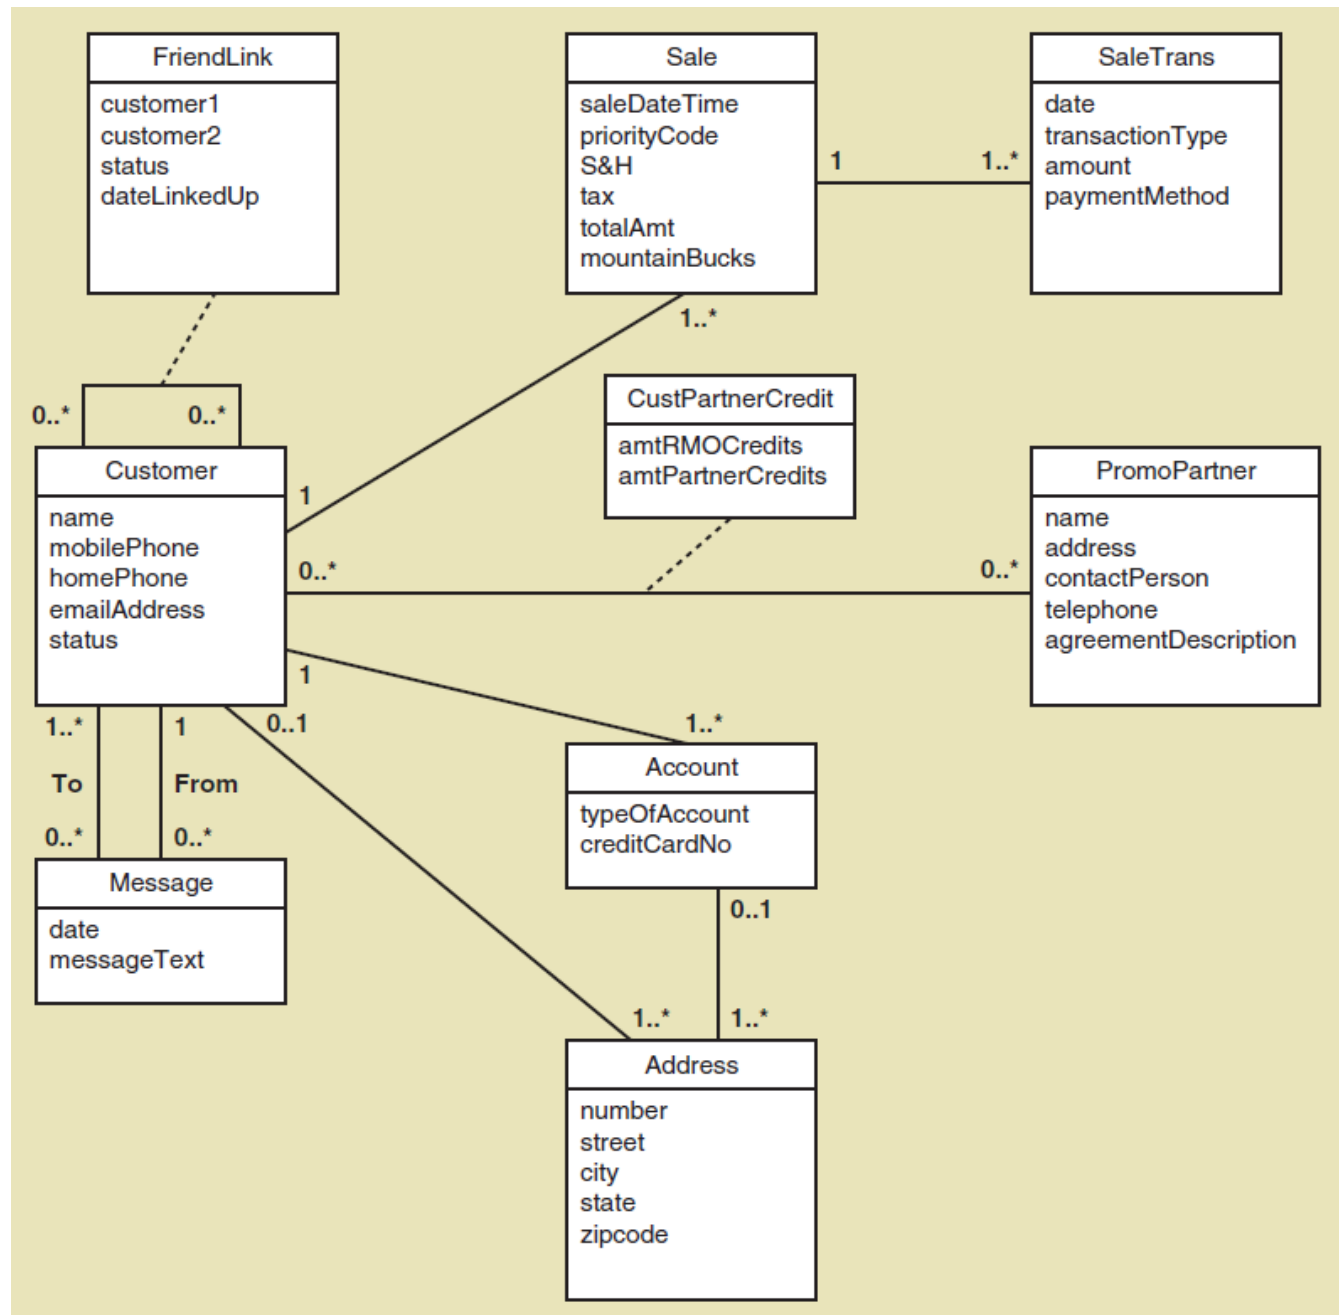 FriendLink
customer1
customer2
status
dateLinkedUp
Sale
saleDateTime
priorityCode
S&H
tax
totalAmt
mountainBucks
1
1..*
SaleTrans
date
transactionType
amount
paymentMethod
1..*
0..*
0..*
CustPartnerCredit
amtRMOCredits
amtPartnerCredits
Customer
name
mobilePhone
homePhone
emailAddress
status
1
0..*
0..*
PromoPartner
name
address
contactPerson
telephone
agreementDescription
1
0..1
1..*
1..*
1
To
From
0..*
0..*
Account
typeOfAccount
creditCardNo
Message
date
messageText
0..1
1..*
1..*
Address
number
street
city
state
zipcode